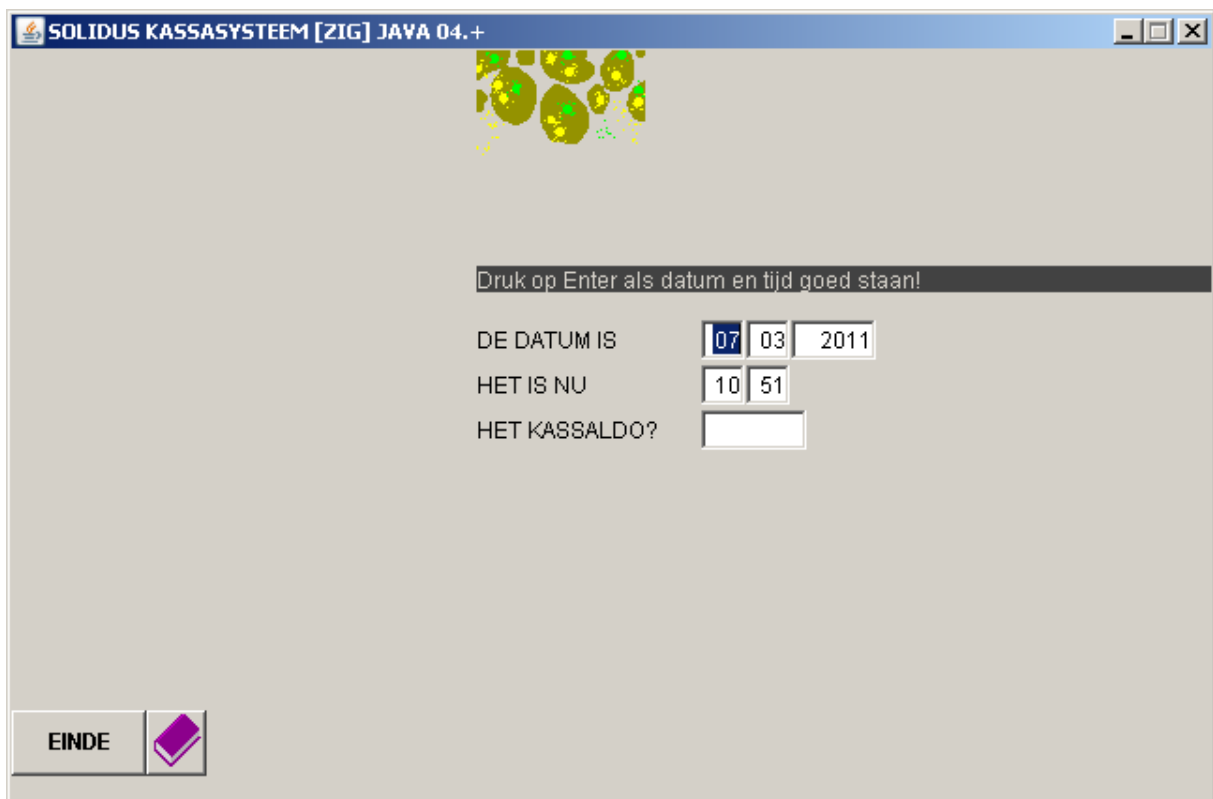 SOLIDUS KASSASYSTEEM [ZIG] JAVA 04.+
Druk op Enter als datum en tijd goed staan!
DE DATUM IS 07 03 2011
HET IS NU 10 51
HET KASSALDO?
EINDE